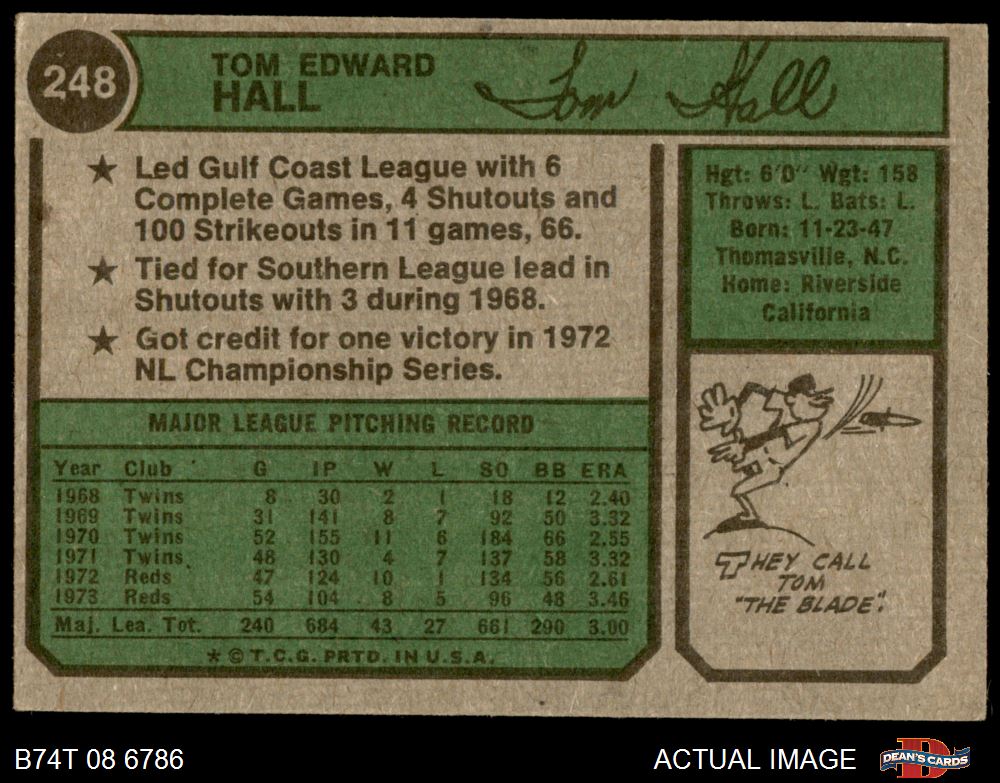 248
TOM EDWARD
HALL
Tom Hall
★ Led Gulf Coast League with 6
Complete Games, 4 Shutouts and
100 Strikeouts in 11 games, 66.
★ Tied for Southern League lead in
Shutouts with 3 during 1968.
★ Got credit for one victory in 1972
NL Championship Series.
Hgt: 6'0" Wgt: 158
Throws: L. Bats: L.
Born: 11-23-47
Thomasville, N.C.
Home: Riverside
California
MAJOR LEAGUE PITCHING RECORD
Year Club G IP W L SO BB ERA
1968 Twins 8 30 2 1 18 12 2.40
1969 Twins 31 141 8 7 92 50 3.32
1970 Twins 52 155 11 6 184 66 2.55
1971 Twins 48 130 4 7 137 58 3.32
1972 Reds 47 124 10 1 134 56 2.61
1973 Reds 54 104 8 5 96 48 3.46
Maj. Lea. Tot. 240 684 43 27 661 290 3.00
★ © T.C.G. PRTD. IN U.S.A.
THEY CALL
TOM
"THE BLADE".
B74T 08 6786
ACTUAL IMAGE
DEAN'S CARDS